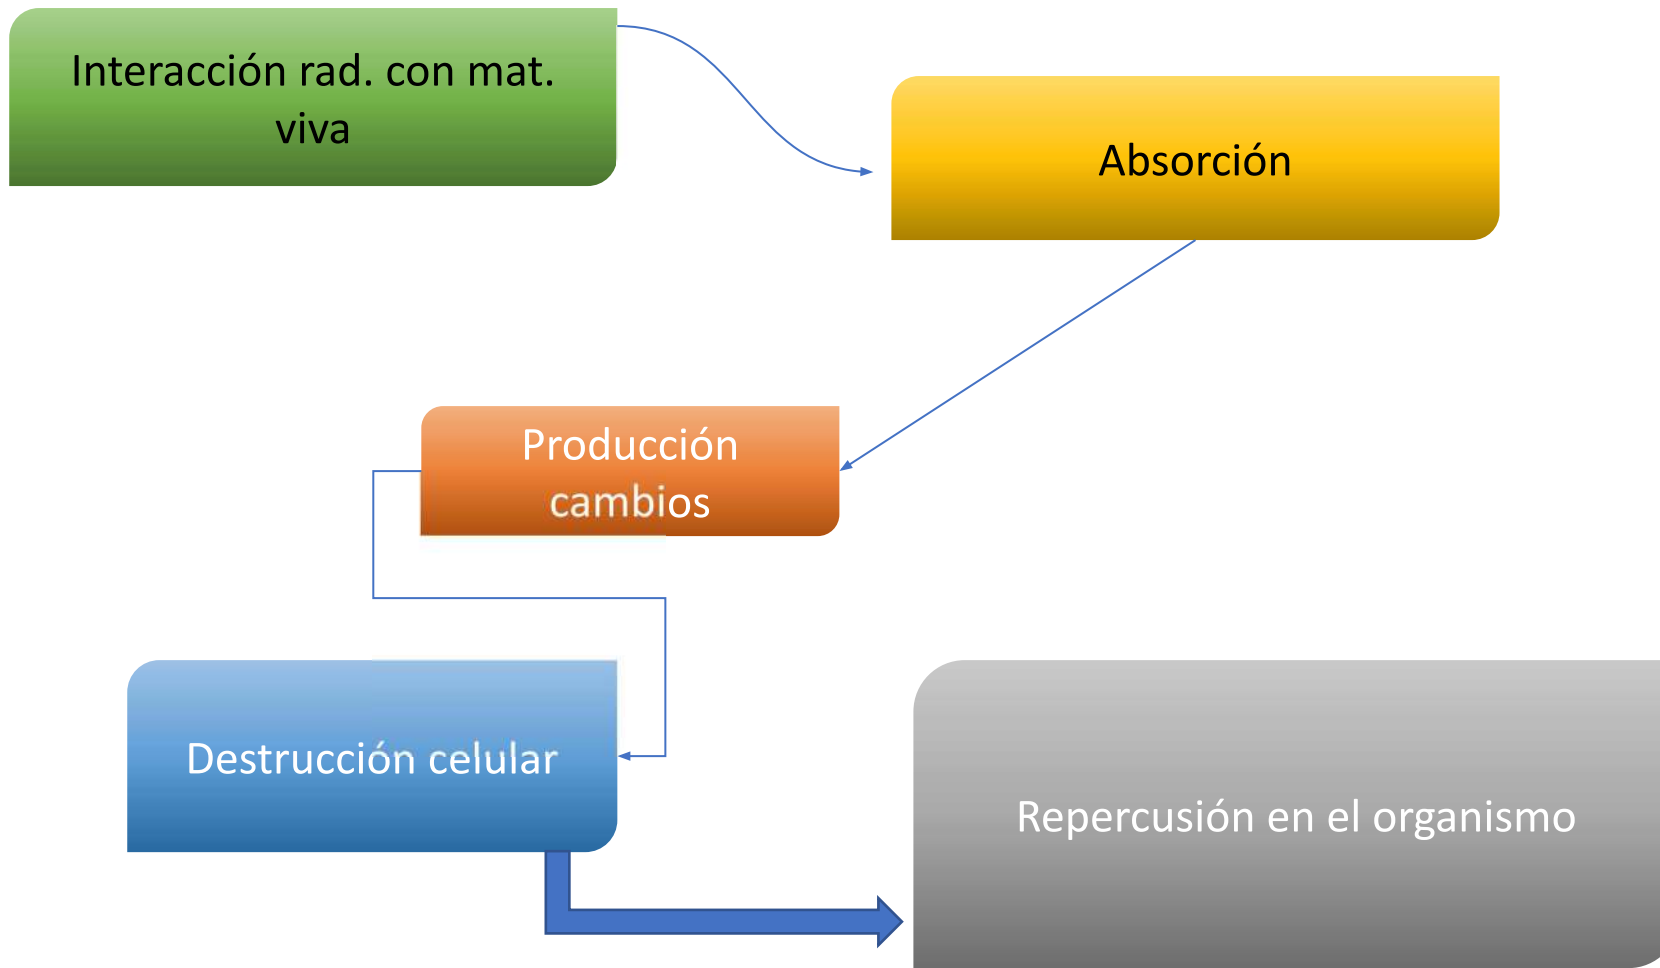 Interacción rad. con mat.
viva
Absorción
Producción
cambios
Destrucción celular
Repercusión en el organismo